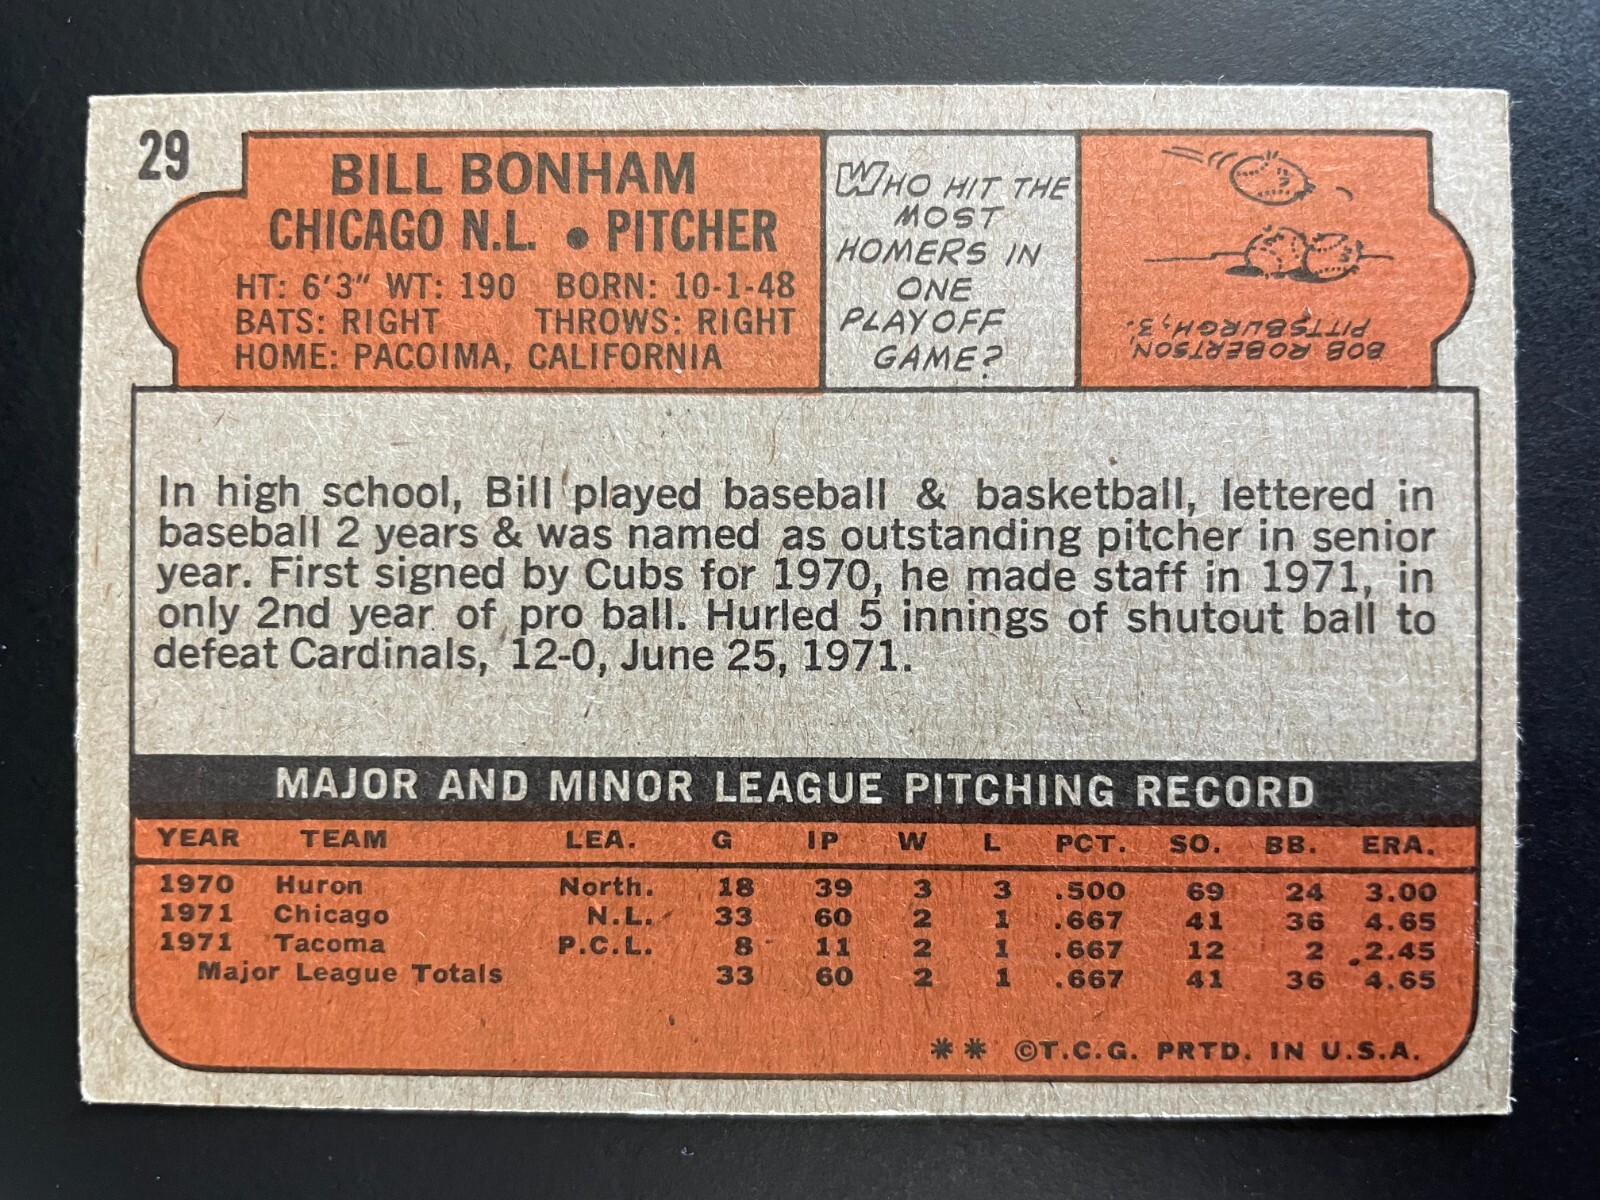 29
BILL BONHAM
CHICAGO N.L. • PITCHER
HT: 6'3" WT: 190 BORN: 10-1-48
BATS: RIGHT THROWS: RIGHT
HOME: PACOIMA, CALIFORNIA
WHO HIT THE
MOST
HOMERS IN
ONE
PLAYOFF
GAME?
BOB ROBERTSON,
PITTSBURGH, 3.
In high school, Bill played baseball & basketball, lettered in
baseball 2 years & was named as outstanding pitcher in senior
year. First signed by Cubs for 1970, he made staff in 1971, in
only 2nd year of pro ball. Hurled 5 innings of shutout ball to
defeat Cardinals, 12-0, June 25, 1971.
MAJOR AND MINOR LEAGUE PITCHING RECORD
YEAR TEAM LEA. G IP W L PCT. SO. BB. ERA.
1970 Huron North. 18 39 3 3 .500 69 24 3.00
1971 Chicago N.L. 33 60 2 1 .667 41 36 4.65
1971 Tacoma P.C.L. 8 11 2 1 .667 12 2 2.45
Major League Totals 33 60 2 1 .667 41 36 4.65
** ©T.C.G. PRTD. IN U.S.A.